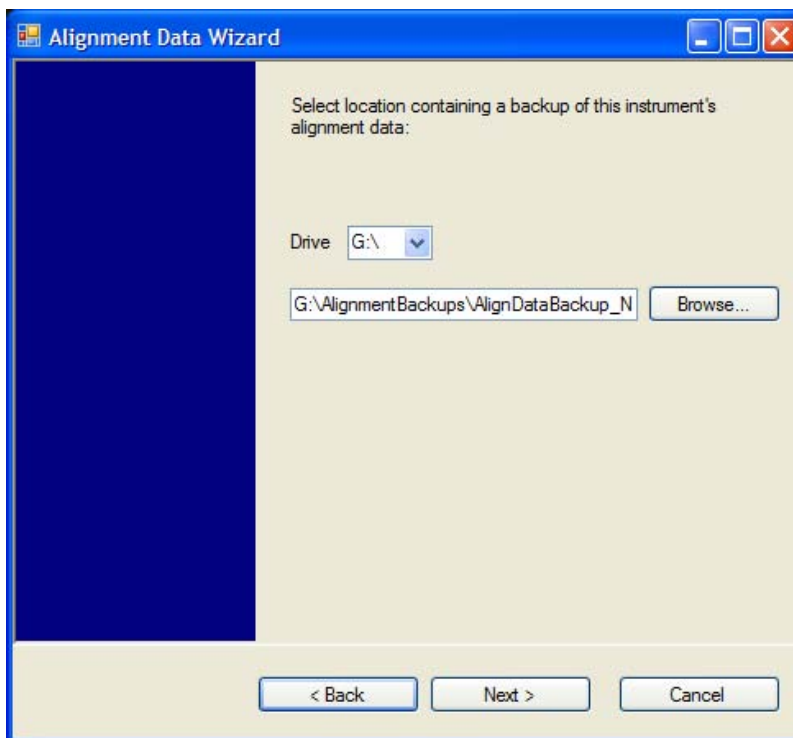 Alignment Data Wizard
Select location containing a backup of this instrument's
alignment data:
Drive G:\
G:\AlignmentBackups\AlignDataBackup_N Browse...
< Back Next > Cancel